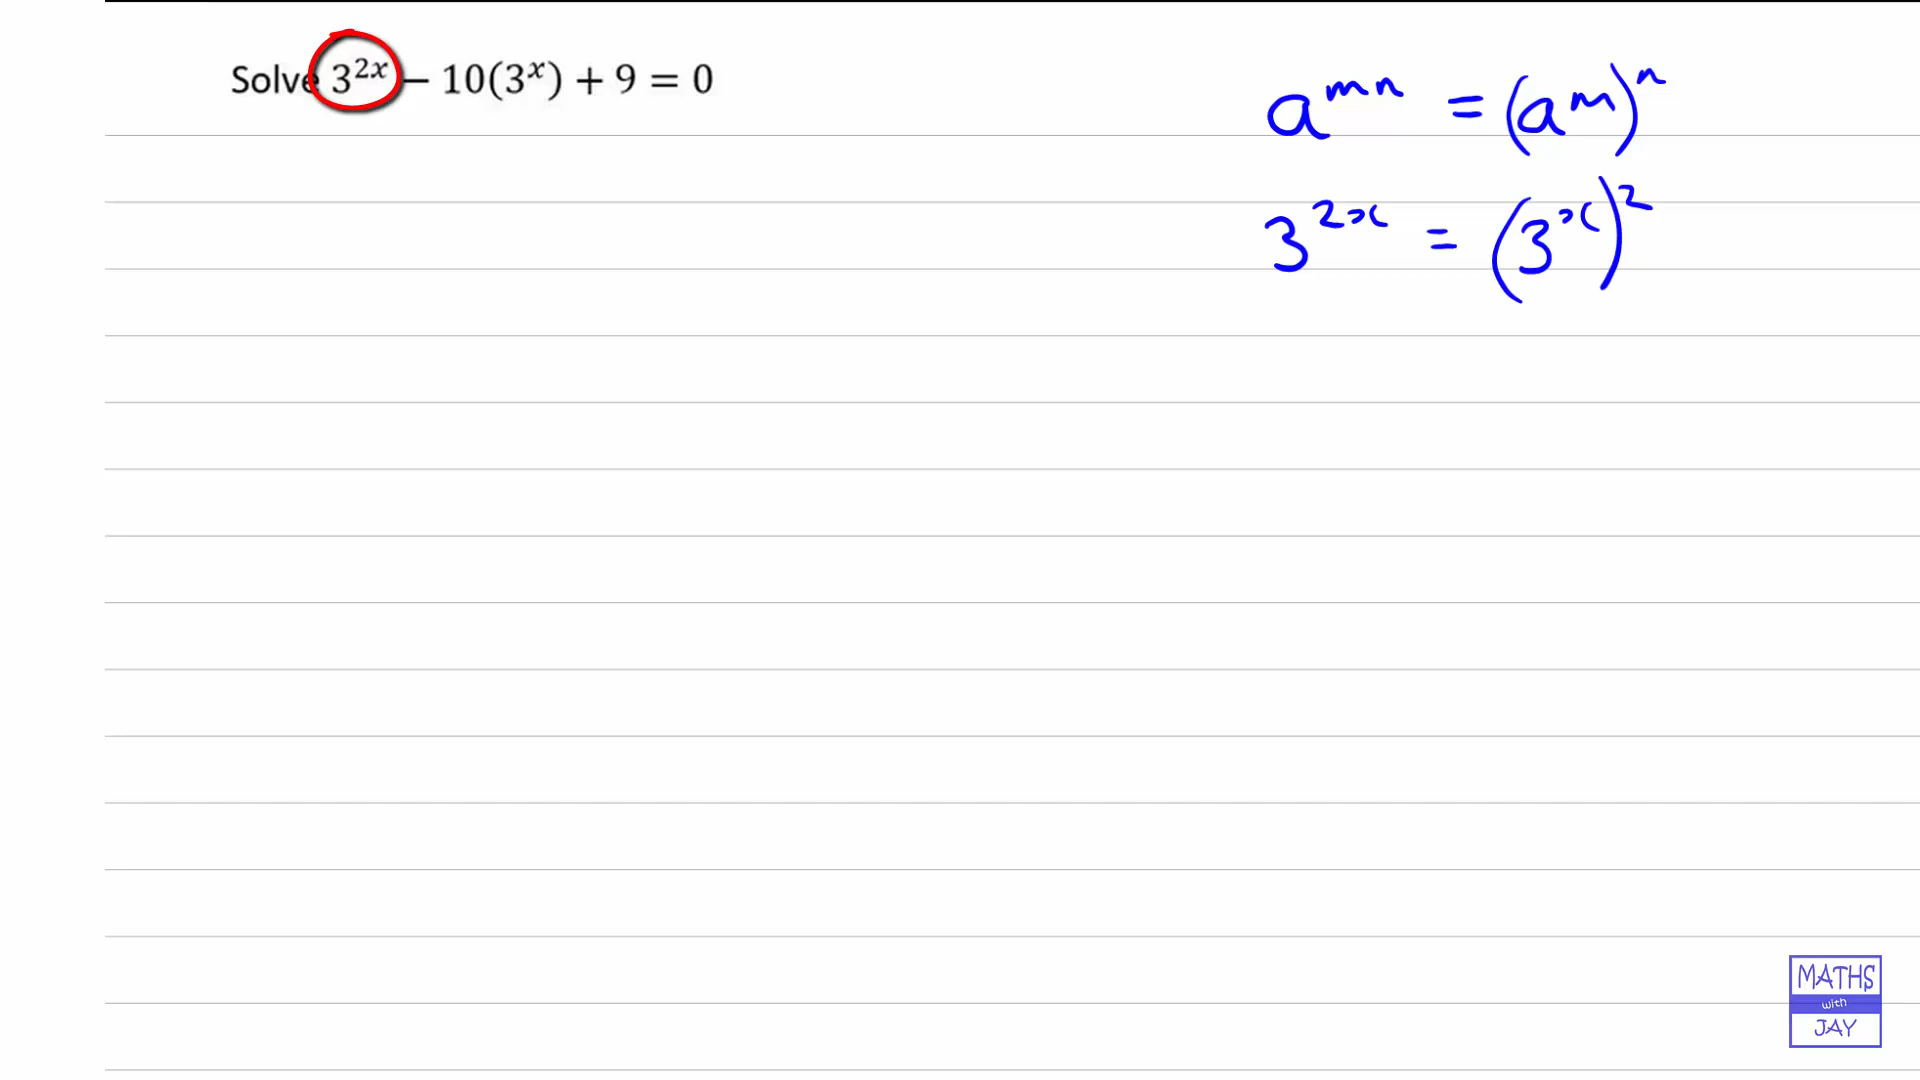 Solve 3^{2x} − 10(3^x) + 9 = 0
a^{mn} = (a^m)^n
3^{2x} = (3^x)^2
MATHS
with
JAY